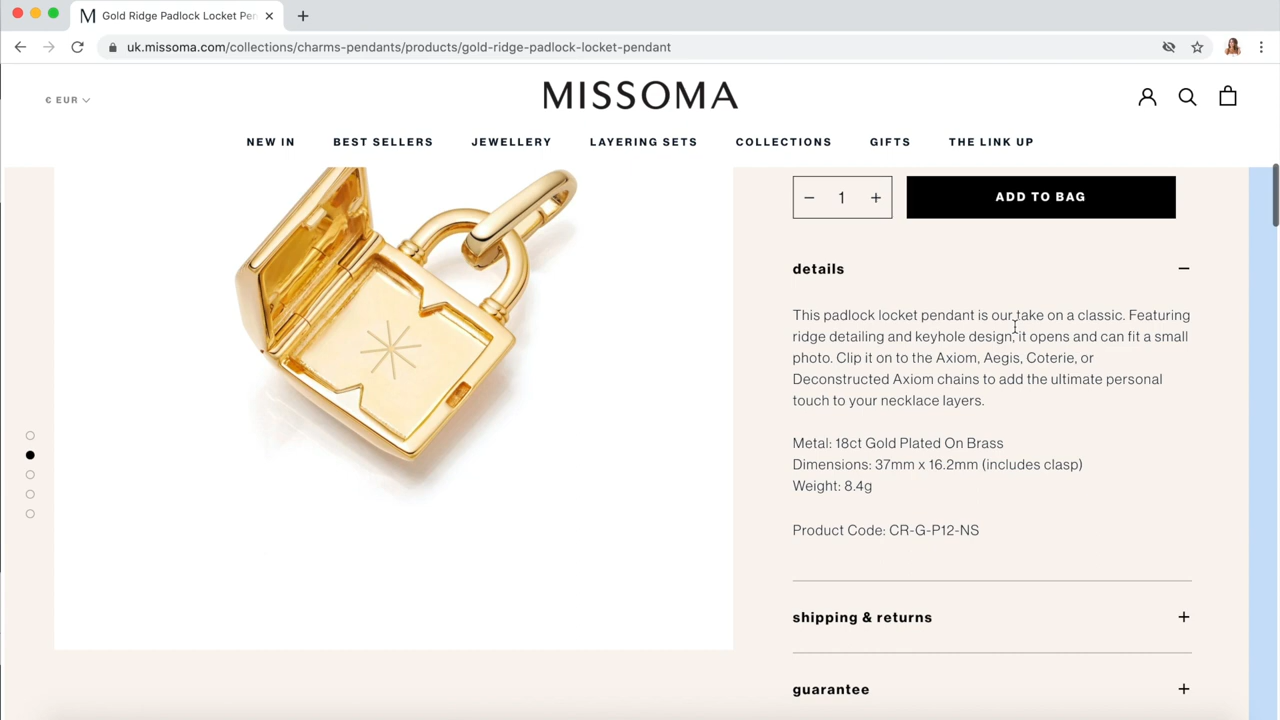 Gold Ridge Padlock Locket Pen
uk.missoma.com/collections/charms-pendants/products/gold-ridge-padlock-locket-pendant
€ EUR
MISSOMA
NEW IN BEST SELLERS JEWELLERY LAYERING SETS COLLECTIONS GIFTS THE LINK UP
− 1 + ADD TO BAG
details −
This padlock locket pendant is our take on a classic. Featuring
ridge detailing and keyhole design, it opens and can fit a small
photo. Clip it on to the Axiom, Aegis, Coterie, or
Deconstructed Axiom chains to add the ultimate personal
touch to your necklace layers.
Metal: 18ct Gold Plated On Brass
Dimensions: 37mm x 16.2mm (includes clasp)
Weight: 8.4g
Product Code: CR-G-P12-NS
shipping & returns +
guarantee +